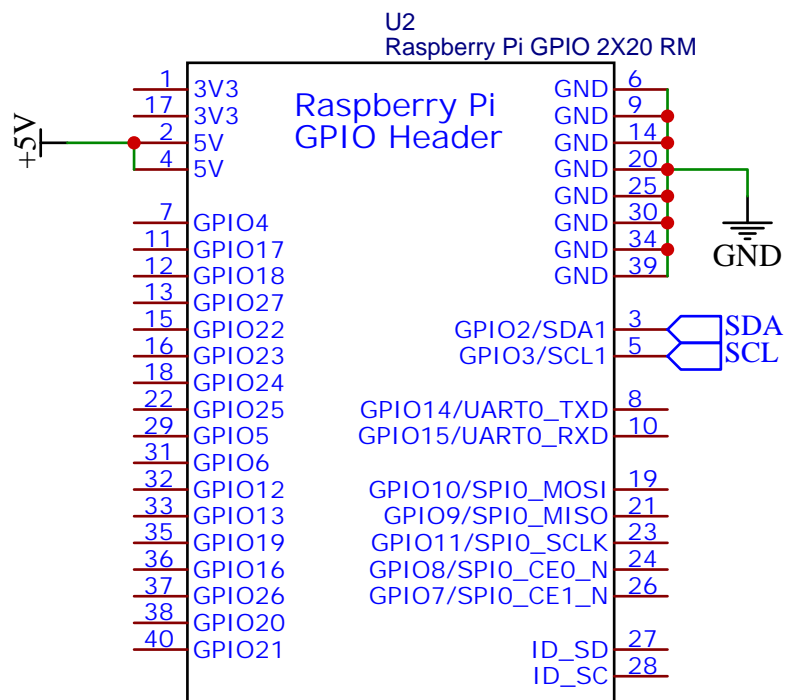 U2
Raspberry Pi GPIO 2X20 RM
Raspberry Pi
GPIO Header
+5V
1 3V3
17 3V3
2 5V
4 5V
7 GPIO4
11 GPIO17
12 GPIO18
13 GPIO27
15 GPIO22
16 GPIO23
18 GPIO24
22 GPIO25
29 GPIO5
31 GPIO6
32 GPIO12
33 GPIO13
35 GPIO19
36 GPIO16
37 GPIO26
38 GPIO20
40 GPIO21
GND 6
GND 9
GND 14
GND 20
GND 25
GND 30
GND 34
GND 39
GND
GPIO2/SDA1 3 SDA
GPIO3/SCL1 5 SCL
GPIO14/UART0_TXD 8
GPIO15/UART0_RXD 10
GPIO10/SPI0_MOSI 19
GPIO9/SPI0_MISO 21
GPIO11/SPI0_SCLK 23
GPIO8/SPI0_CE0_N 24
GPIO7/SPI0_CE1_N 26
ID_SD 27
ID_SC 28